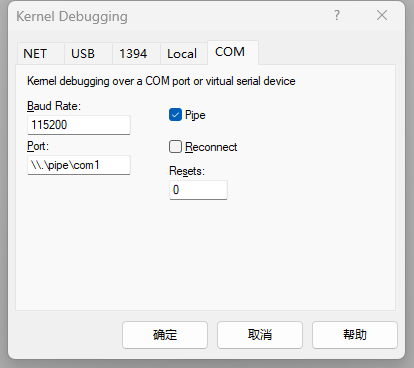 Kernel Debugging
NET USB 1394 Local COM
Kernel debugging over a COM port or virtual serial device
Baud Rate:
115200
Pipe
Port:
\\.\pipe\com1
Reconnect
Resets:
0
确定 取消 帮助